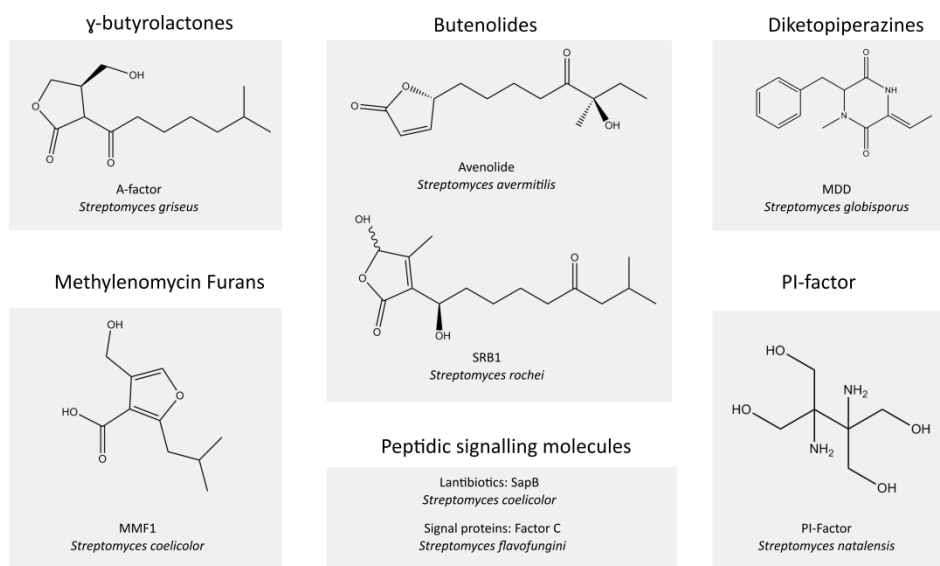 ɣ-butyrolactones
OH
O
O
O
A-factor
Streptomyces griseus
Butenolides
O
O
O
OH
Avenolide
Streptomyces avermitilis
OH
O
O
O
OH
SRB1
Streptomyces rochei
Diketopiperazines
O
NH
N
O
MDD
Streptomyces globisporus
Methylenomycin Furans
OH
O
HO
O
MMF1
Streptomyces coelicolor
Peptidic signalling molecules
Lantibiotics: SapB
Streptomyces coelicolor
Signal proteins: Factor C
Streptomyces flavofungini
PI-factor
HO
NH2
HO
OH
NH2
OH
PI-Factor
Streptomyces natalensis